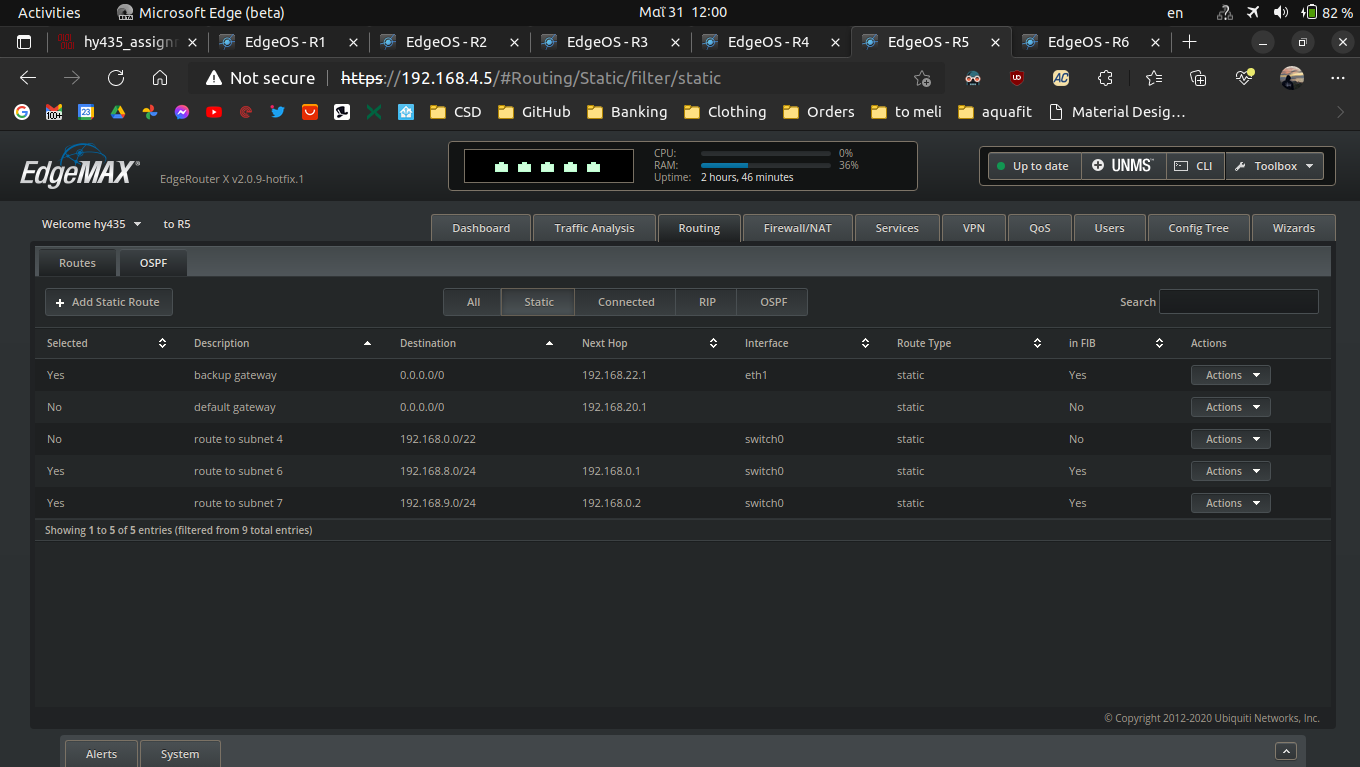 Activities Microsoft Edge (beta) Μαΐ 31 12:00 en 82 %
hy435_assignm EdgeOS - R1 EdgeOS - R2 EdgeOS - R3 EdgeOS - R4 EdgeOS - R5 EdgeOS - R6
Not secure https://192.168.4.5/#Routing/Static/filter/static
CSD GitHub Banking Clothing Orders to meli aquafit Material Desig...
EdgeMAX EdgeRouter X v2.0.9-hotfix.1
CPU: 0%
RAM: 36%
Uptime: 2 hours, 46 minutes
Up to date UNMS CLI Toolbox
Welcome hy435 to R5
Dashboard Traffic Analysis Routing Firewall/NAT Services VPN QoS Users Config Tree Wizards
Routes OSPF
Add Static Route All Static Connected RIP OSPF Search
Selected Description Destination Next Hop Interface Route Type in FIB Actions
Yes backup gateway 0.0.0.0/0 192.168.22.1 eth1 static Yes Actions
No default gateway 0.0.0.0/0 192.168.20.1 static No Actions
No route to subnet 4 192.168.0.0/22 switch0 static No Actions
Yes route to subnet 6 192.168.8.0/24 192.168.0.1 switch0 static Yes Actions
Yes route to subnet 7 192.168.9.0/24 192.168.0.2 switch0 static Yes Actions
Showing 1 to 5 of 5 entries (filtered from 9 total entries)
© Copyright 2012-2020 Ubiquiti Networks, Inc.
Alerts System